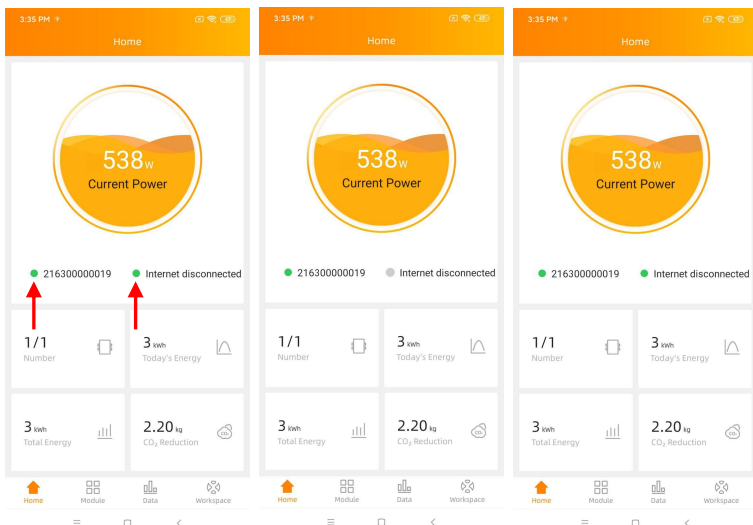 3:35 PM
Home
538w
Current Power
216300000019 Internet disconnected
1/1
Number
3 kWh
Today's Energy
3 kWh
Total Energy
2.20 kg
CO₂ Reduction
Home Module Data Workspace
3:35 PM
Home
538w
Current Power
216300000019 Internet disconnected
1/1
Number
3 kWh
Today's Energy
3 kWh
Total Energy
2.20 kg
CO₂ Reduction
Home Module Data Workspace
3:35 PM
Home
538w
Current Power
216300000019 Internet disconnected
1/1
Number
3 kWh
Today's Energy
3 kWh
Total Energy
2.20 kg
CO₂ Reduction
Home Module Data Workspace